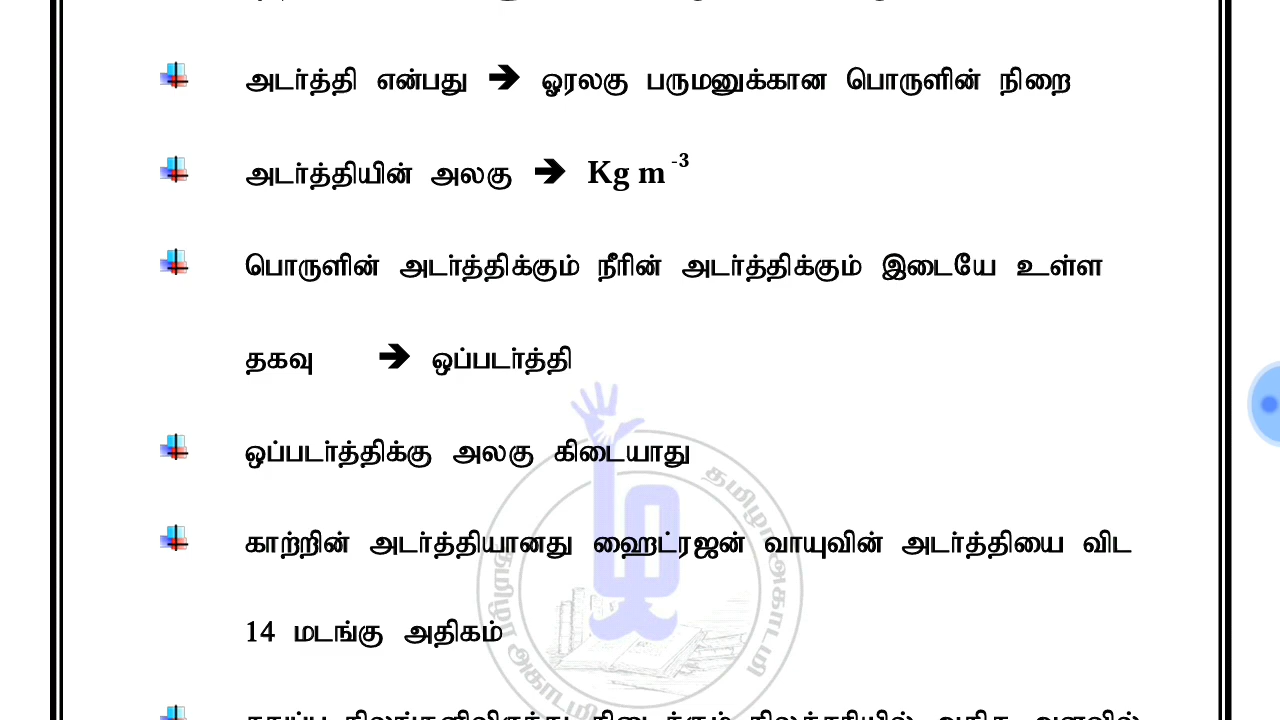 அடர்த்தி என்பது ➔ ஓரலகு பருமனுக்கான பொருளின் நிறை
அடர்த்தியின் அலகு ➔ Kg m⁻³
பொருளின் அடர்த்திக்கும் நீரின் அடர்த்திக்கும் இடையே உள்ள
தகவு ➔ ஒப்படர்த்தி
ஒப்படர்த்திக்கு அலகு கிடையாது
காற்றின் அடர்த்தியானது ஹைட்ரஜன் வாயுவின் அடர்த்தியை விட
14 மடங்கு அதிகம்